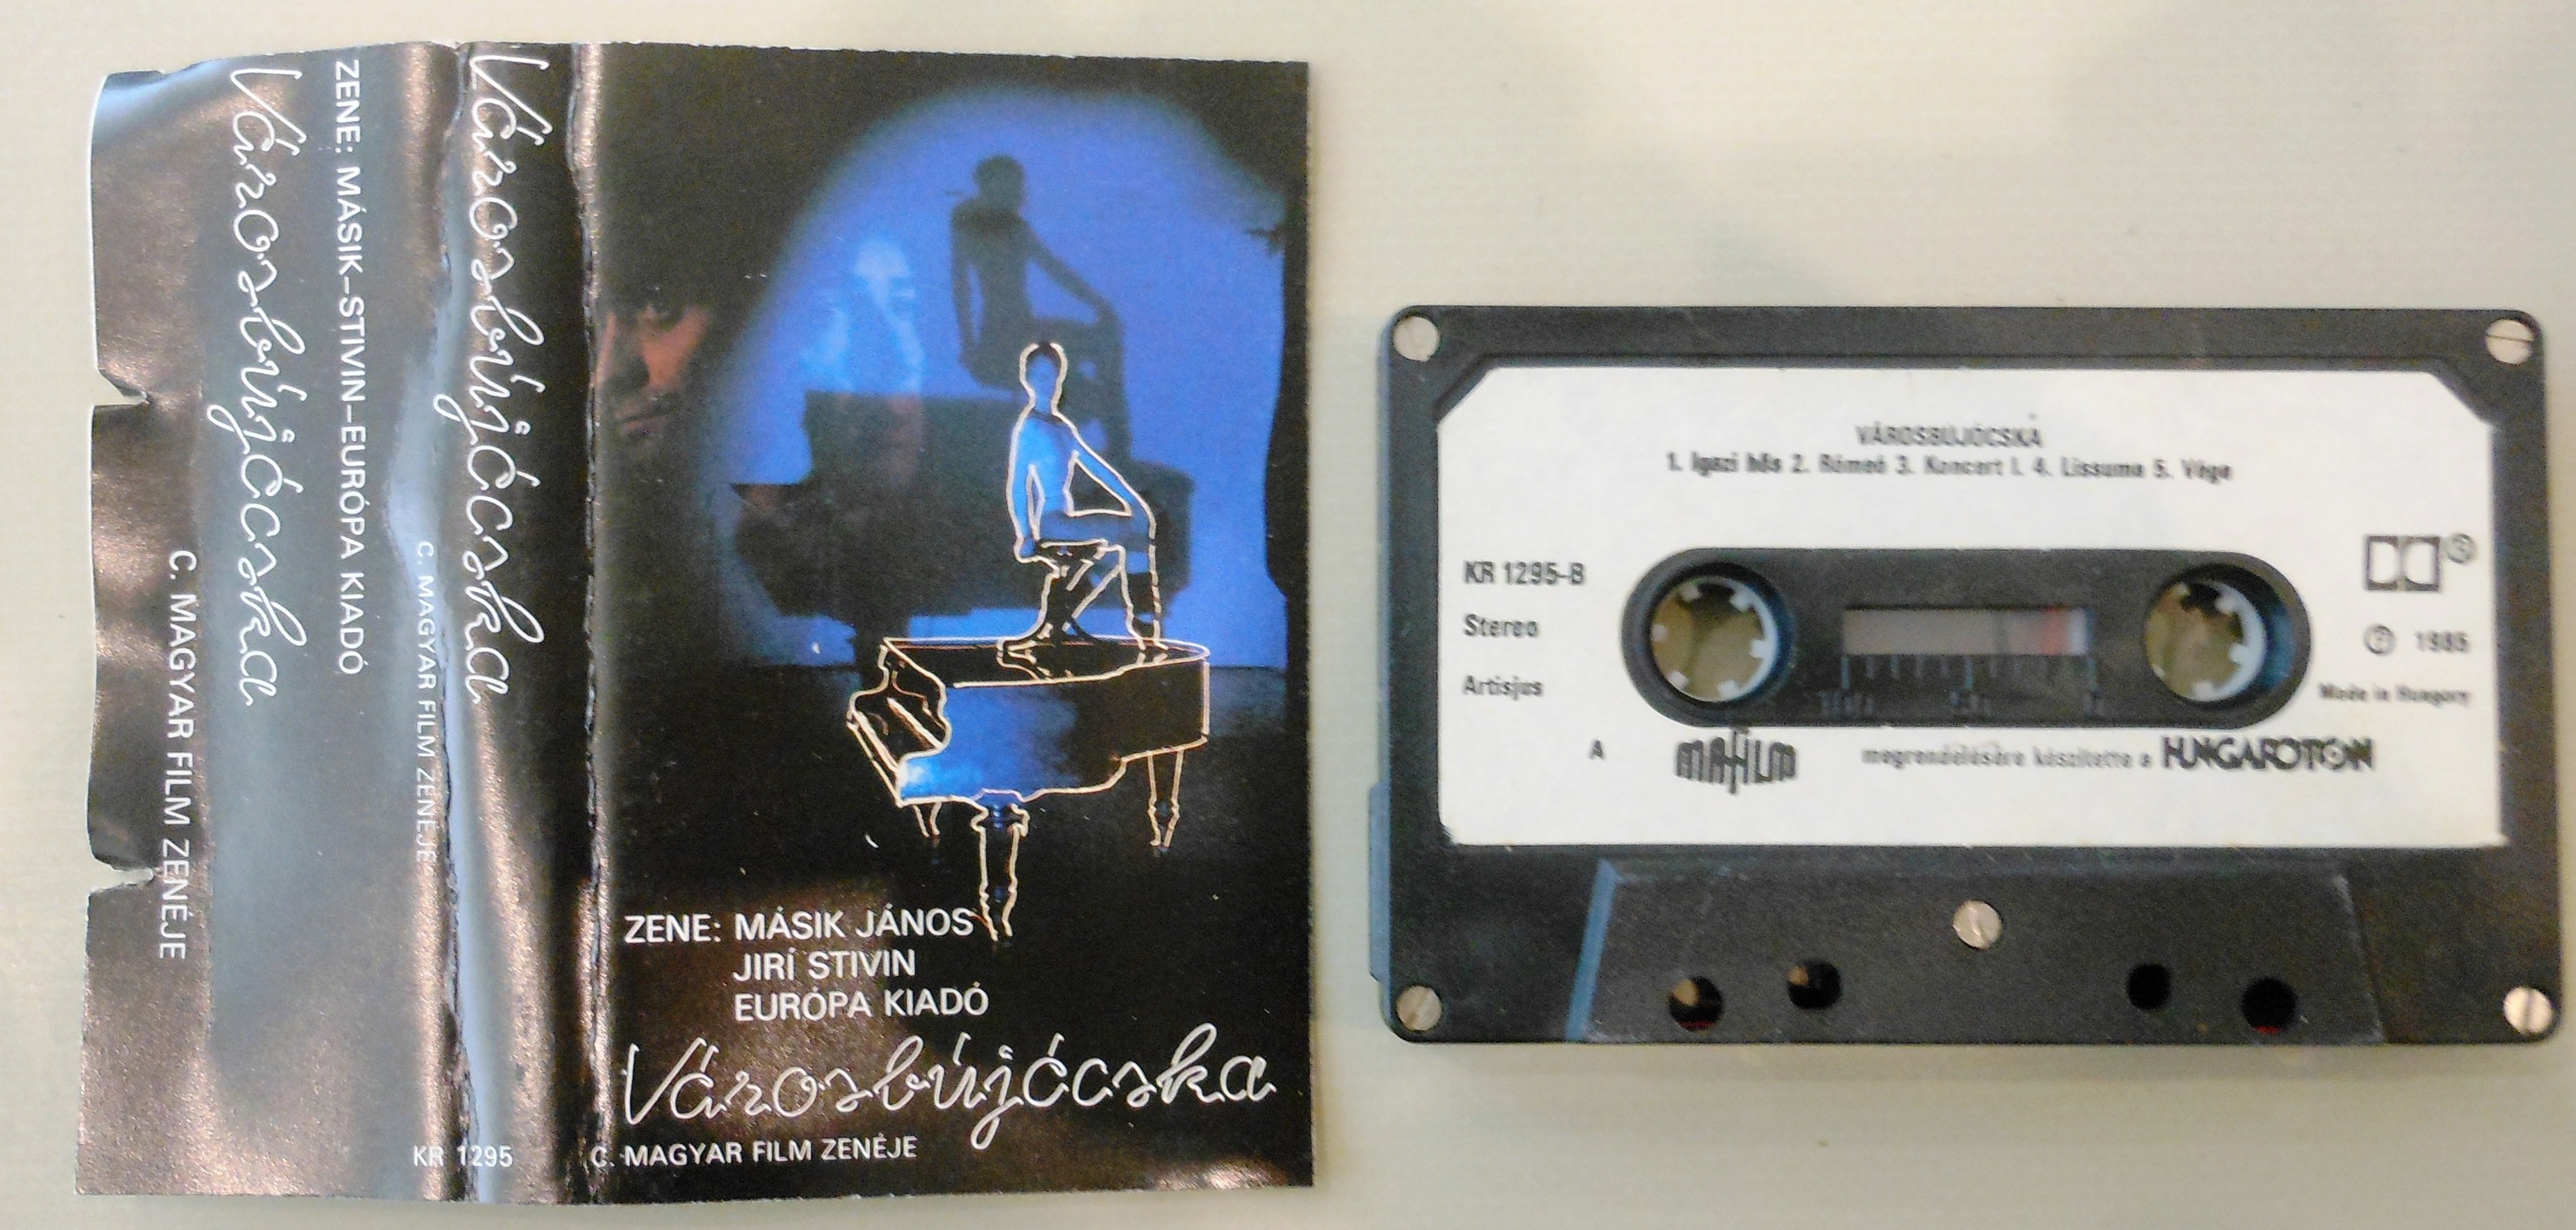 Városbújócska
ZENE: MÁSIK–STIVIN–EURÓPA KIADÓ
C. MAGYAR FILM ZENÉJE
Városbújócska
C. MAGYAR FILM ZENÉJE
KR 1295
ZENE: MÁSIK JÁNOS
JIRÍ STIVIN
EURÓPA KIADÓ
Városbújócska
C. MAGYAR FILM ZENÉJE
VÁROSBUJÓCSKA
1. Igazi hős 2. Rómeó 3. Koncert I. 4. Lissuma 5. Vége
KR 1295-B
Stereo
Artisjus
Ⓟ 1985
Made in Hungary
A MAFILM megrendelésére készítette a HUNGAROTON